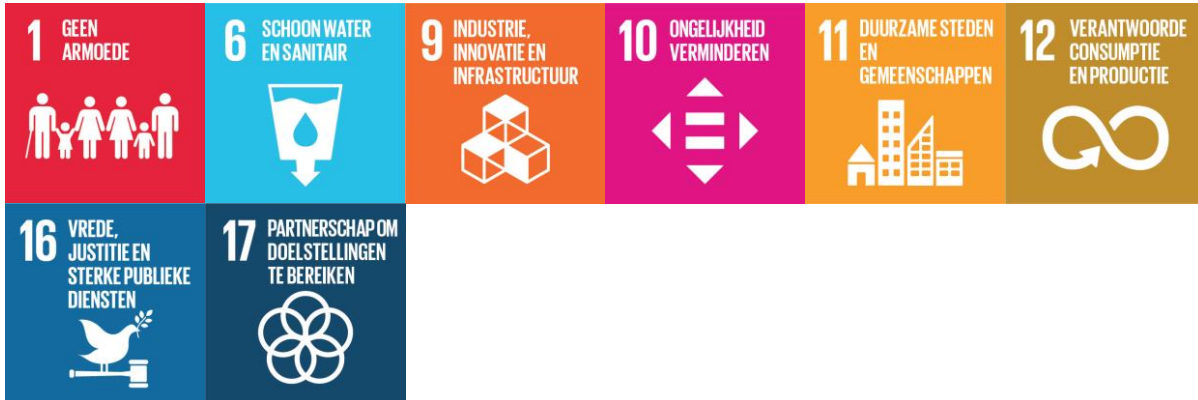 1 GEEN
ARMOEDE
6 SCHOON WATER
EN SANITAIR
9 INDUSTRIE,
INNOVATIE EN
INFRASTRUCTUUR
10 ONGELIJKHEID
VERMINDEREN
11 DUURZAME STEDEN
EN
GEMEENSCHAPPEN
12 VERANTWOORDE
CONSUMPTIE
EN PRODUCTIE
16 VREDE,
JUSTITIE EN
STERKE PUBLIEKE
DIENSTEN
17 PARTNERSCHAP OM
DOELSTELLINGEN
TE BEREIKEN